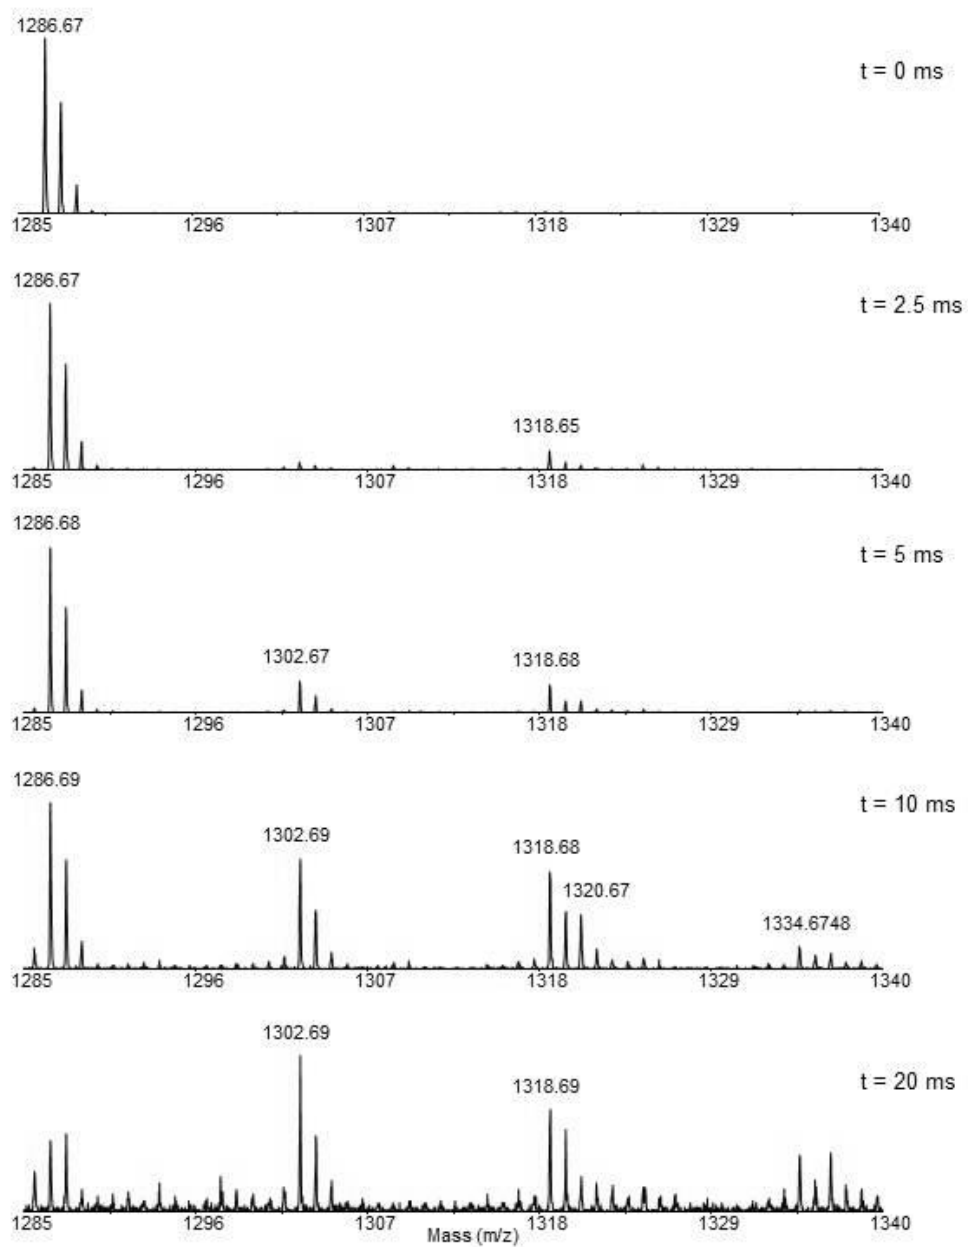 1286.67
t = 0 ms
1285 1296 1307 1318 1329 1340
1286.67
t = 2.5 ms
1318.65
1285 1296 1307 1318 1329 1340
1286.68
t = 5 ms
1302.67 1318.68
1285 1296 1307 1318 1329 1340
1286.69
t = 10 ms
1302.69 1318.68
1320.67
1334.6748
1285 1296 1307 1318 1329 1340
1302.69
t = 20 ms
1318.69
1285 1296 1307 1318 1329 1340
Mass (m/z)